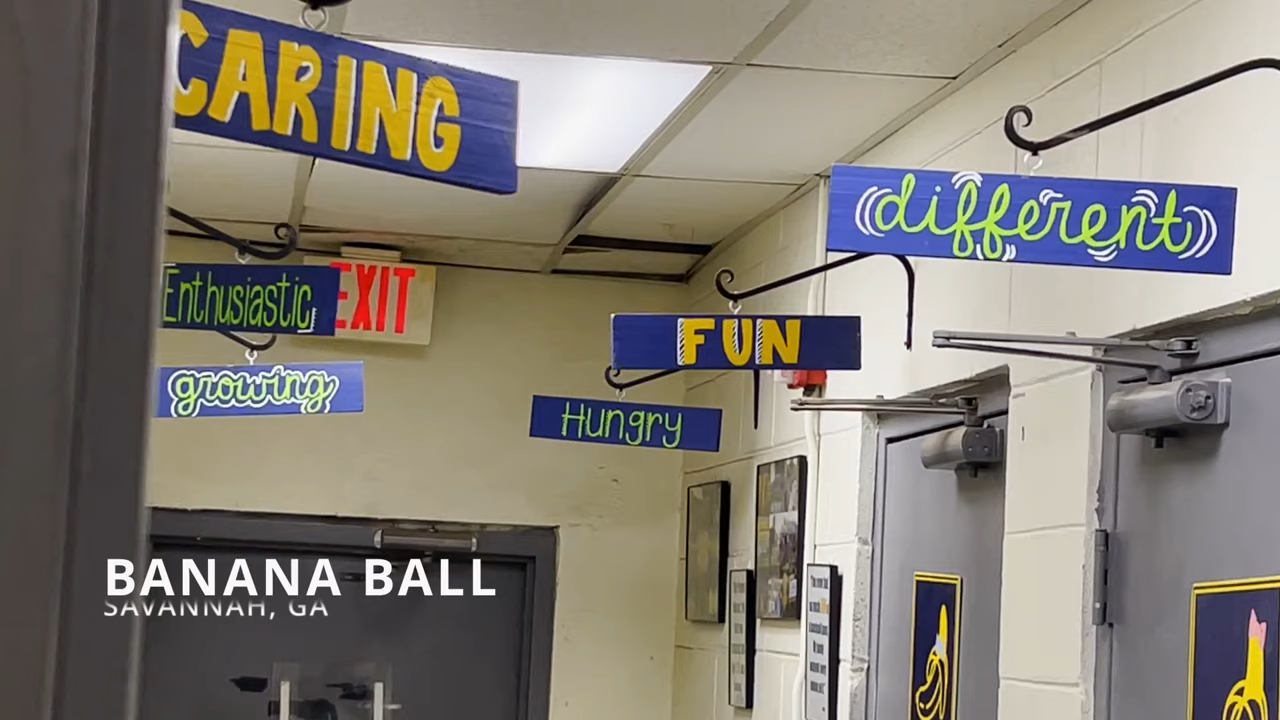 CARING
different
Enthusiastic
EXIT
FUN
growing
Hungry
BANANA BALL
SAVANNAH, GA